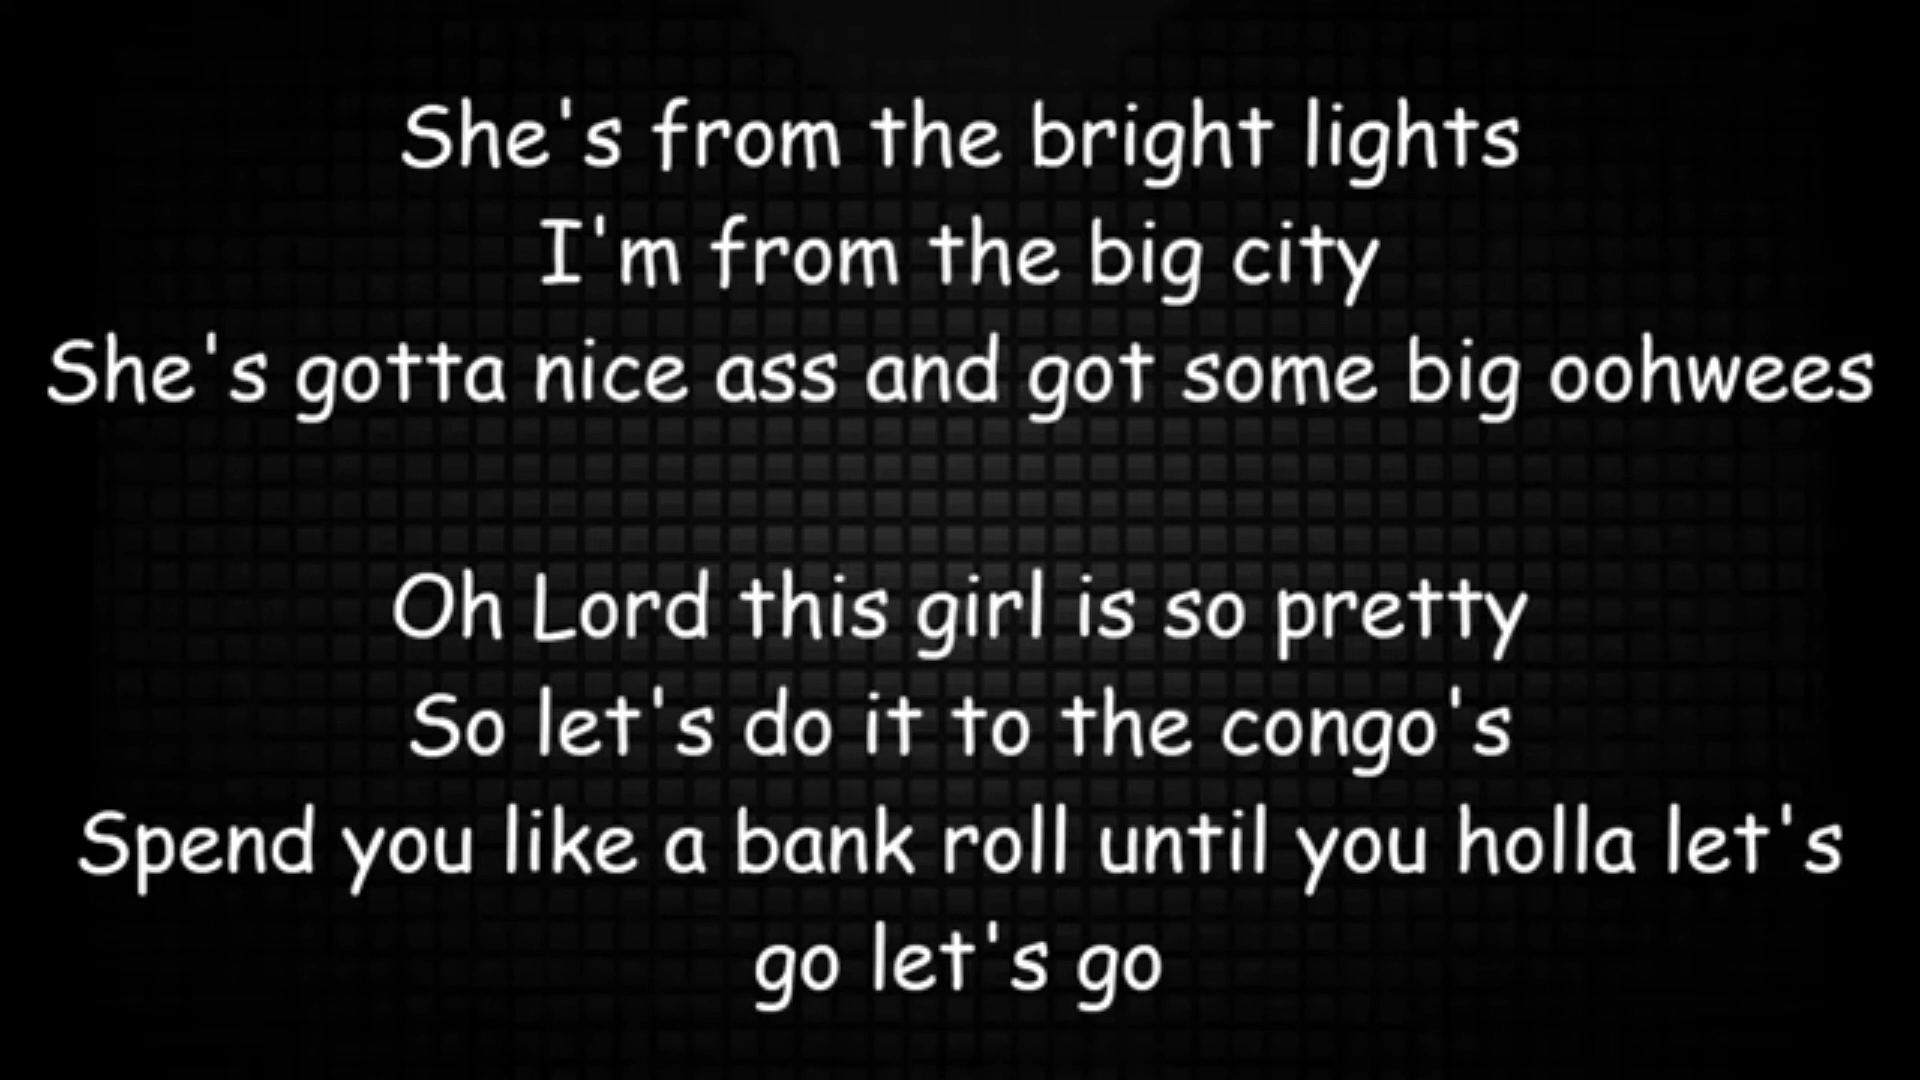 She's from the bright lights
I'm from the big city
She's gotta nice ass and got some big oohwees
Oh Lord this girl is so pretty
So let's do it to the congo's
Spend you like a bank roll until you holla let's
go let's go